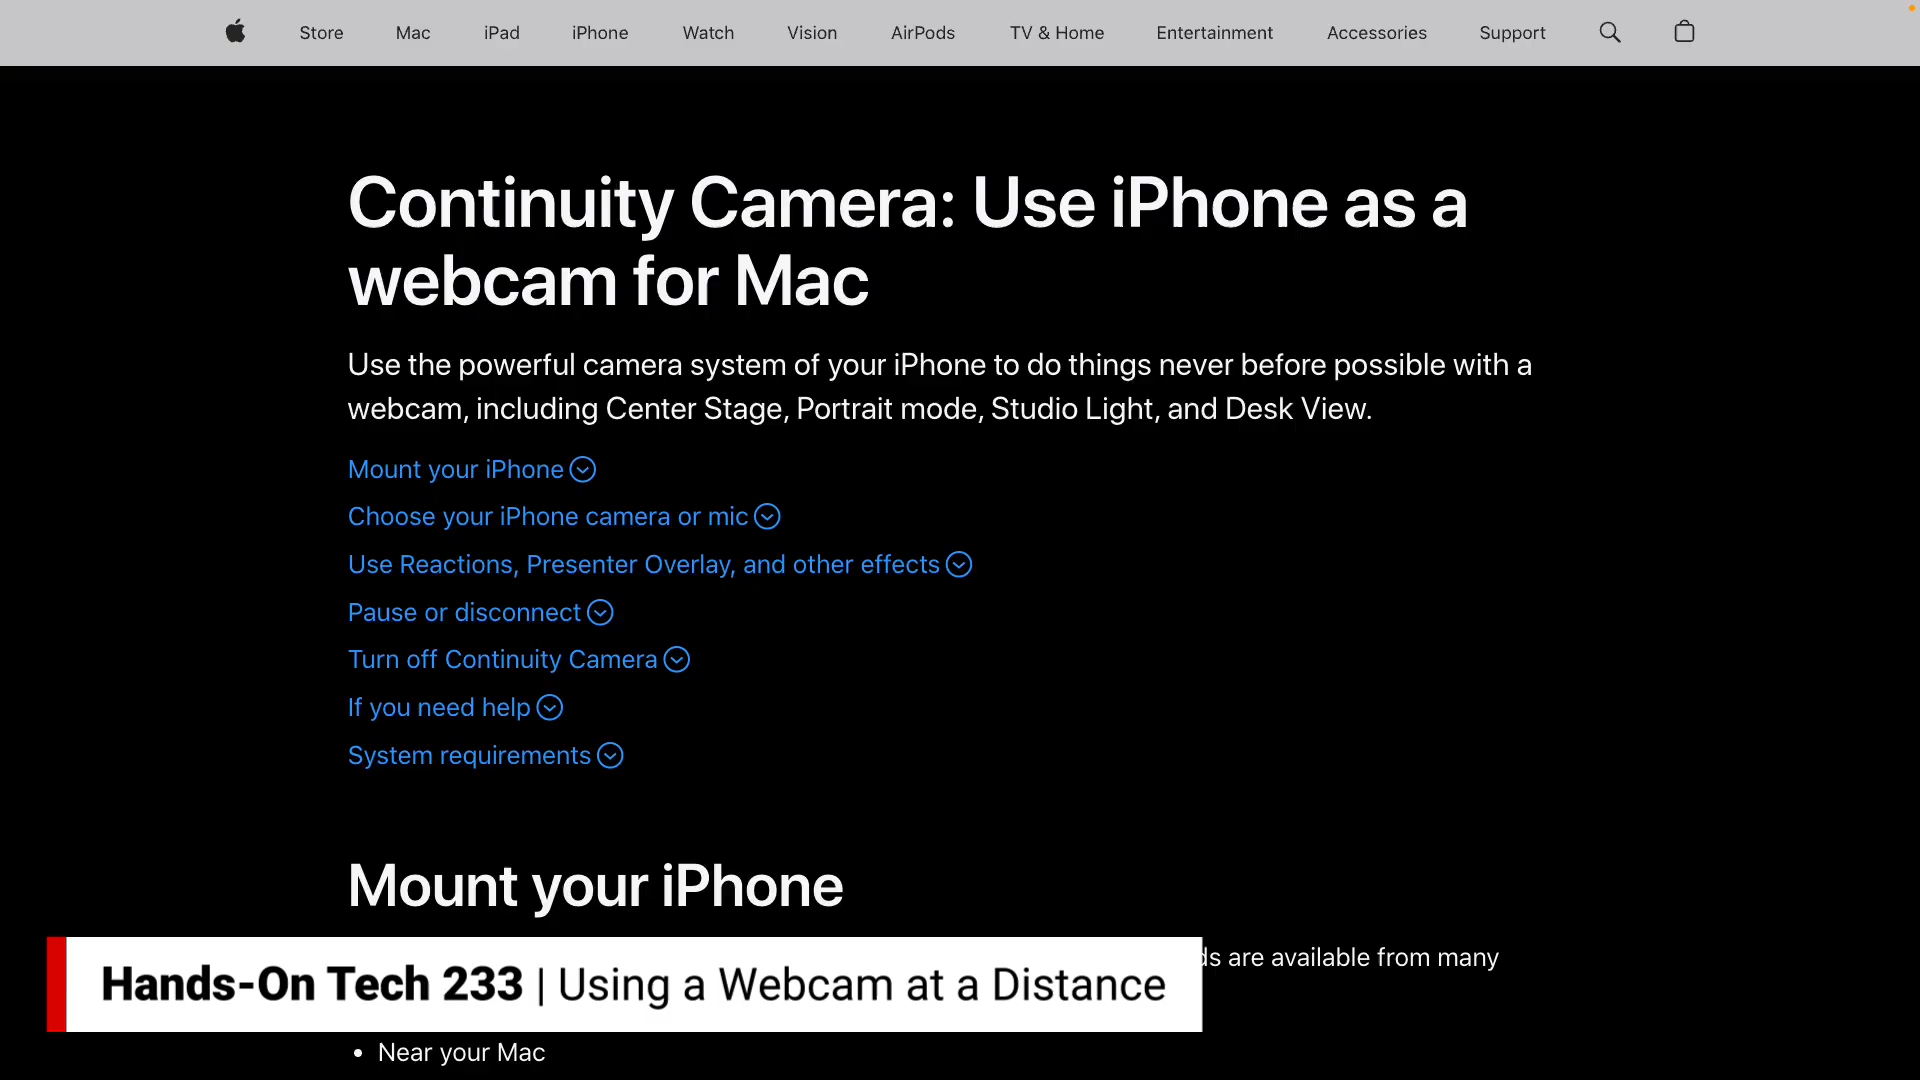 Store Mac iPad iPhone Watch Vision AirPods TV & Home Entertainment Accessories Support
Continuity Camera: Use iPhone as a
webcam for Mac
Use the powerful camera system of your iPhone to do things never before possible with a
webcam, including Center Stage, Portrait mode, Studio Light, and Desk View.
Mount your iPhone
Choose your iPhone camera or mic
Use Reactions, Presenter Overlay, and other effects
Pause or disconnect
Turn off Continuity Camera
If you need help
System requirements
Mount your iPhone
are available from many
Hands-On Tech 233 | Using a Webcam at a Distance
• Near your Mac